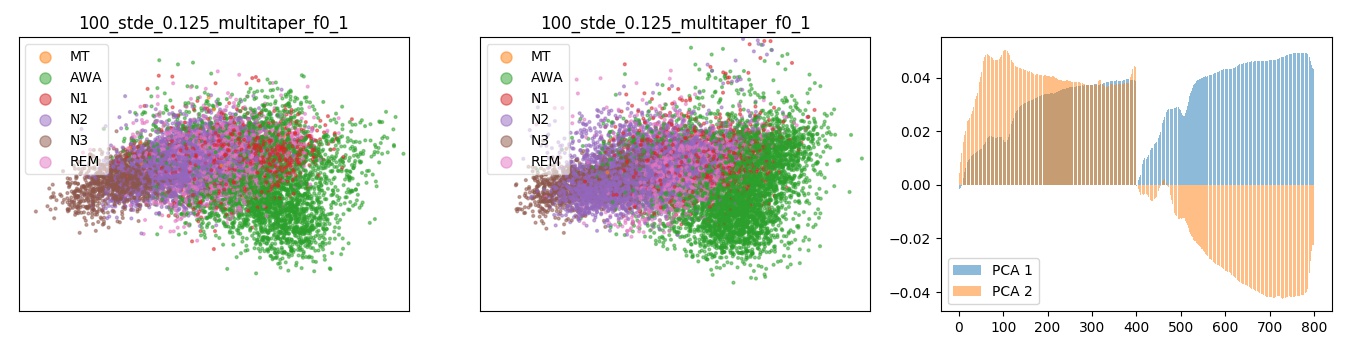 100_stde_0.125_multitaper_f0_1
MT
AWA
N1
N2
N3
REM
100_stde_0.125_multitaper_f0_1
MT
AWA
N1
N2
N3
REM
0.04
0.02
0.00
−0.02
−0.04
PCA 1
PCA 2
0 100 200 300 400 500 600 700 800